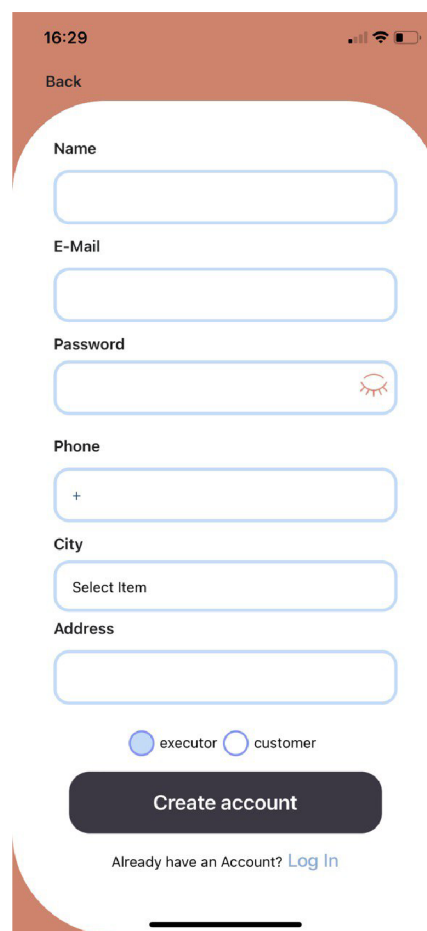 16:29
Back
Name
E-Mail
Password
Phone
+
City
Select Item
Address
executor customer
Create account
Already have an Account? Log In